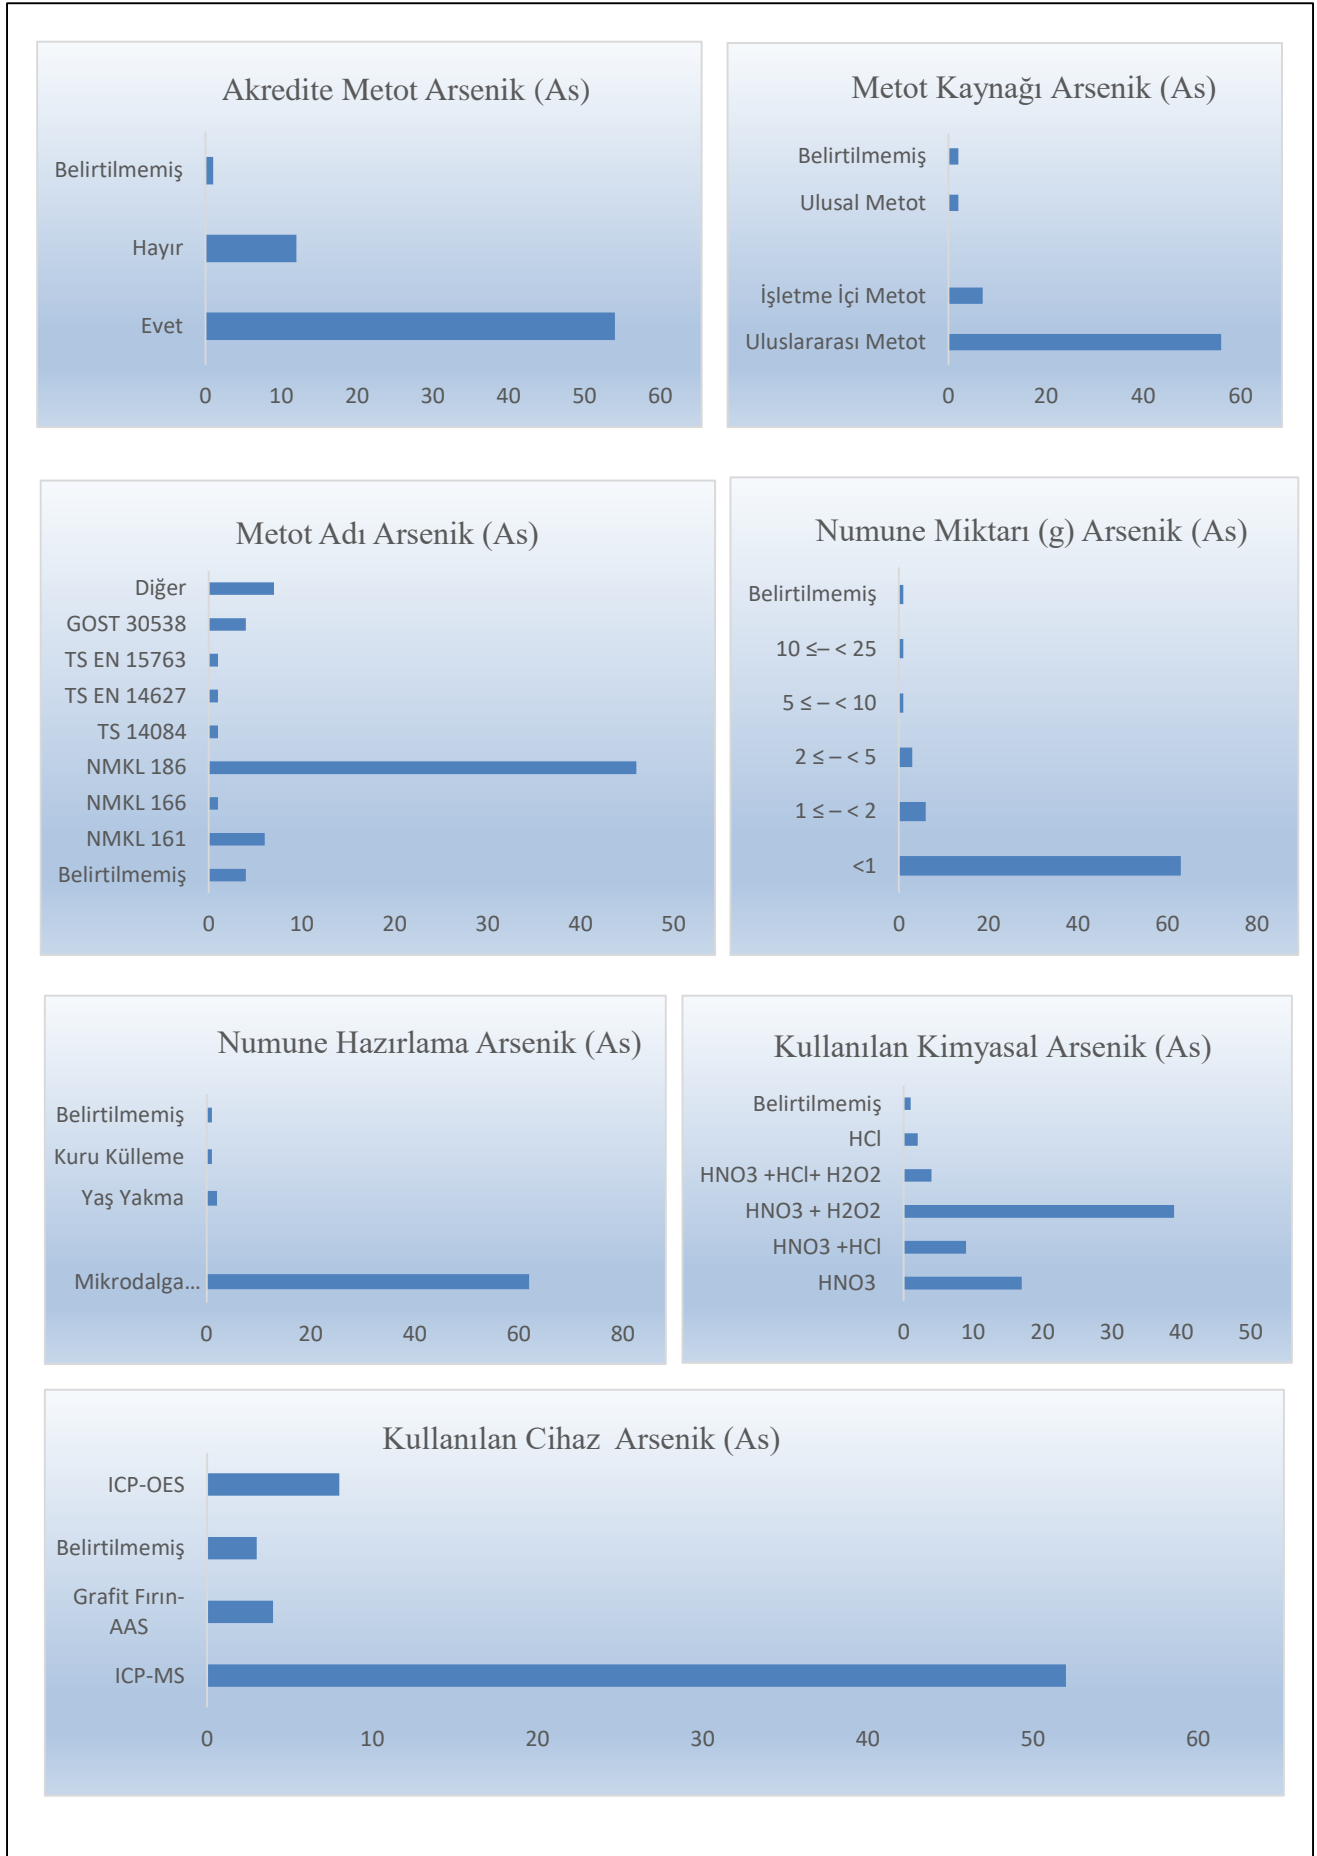 Akredite Metot Arsenik (As)
Belirtilmemiş
Hayır
Evet
0 10 20 30 40 50 60
Metot Kaynağı Arsenik (As)
Belirtilmemiş
Ulusal Metot
İşletme İçi Metot
Uluslararası Metot
0 20 40 60
Metot Adı Arsenik (As)
Diğer
GOST 30538
TS EN 15763
TS EN 14627
TS 14084
NMKL 186
NMKL 166
NMKL 161
Belirtilmemiş
0 10 20 30 40 50
Numune Miktarı (g) Arsenik (As)
Belirtilmemiş
10 ≤– < 25
5 ≤ – < 10
2 ≤ – < 5
1 ≤ – < 2
<1
0 20 40 60 80
Numune Hazırlama Arsenik (As)
Belirtilmemiş
Kuru Külleme
Yaş Yakma
Mikrodalga...
0 20 40 60 80
Kullanılan Kimyasal Arsenik (As)
Belirtilmemiş
HCl
HNO3 +HCl+ H2O2
HNO3 + H2O2
HNO3 +HCl
HNO3
0 10 20 30 40 50
Kullanılan Cihaz Arsenik (As)
ICP-OES
Belirtilmemiş
Grafit Fırın-
AAS
ICP-MS
0 10 20 30 40 50 60